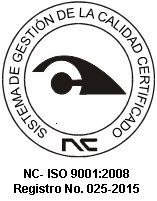 SISTEMA DE GESTIÓN DE LA CALIDAD CERTIFICADO
nc
NC- ISO 9001:2008
Registro No. 025-2015